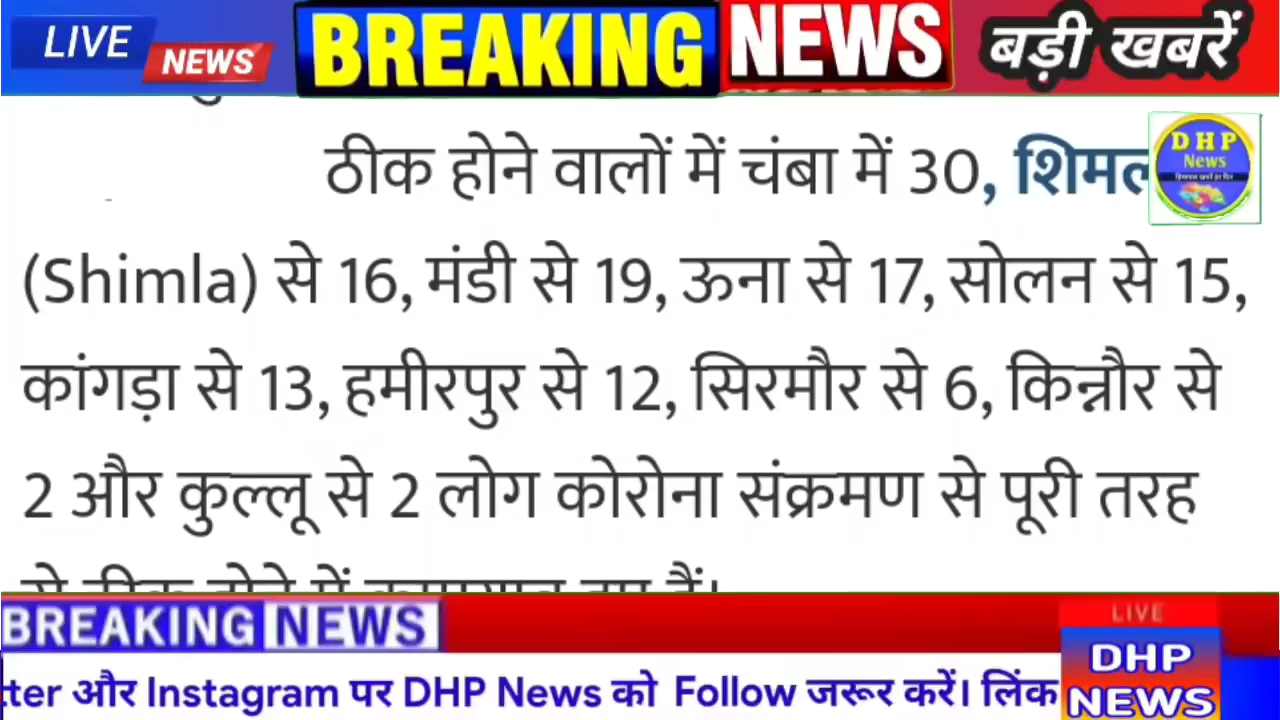 LIVE NEWS BREAKING NEWS बड़ी खबरें
ठीक होने वालों में चंबा में 30,
DHP
News
(Shimla) से 16, मंडी से 19, ऊना से 17, सोलन से 15,
कांगड़ा से 13, हमीरपुर से 12, सिरमौर से 6, किन्नौर से
2 और कुल्लू से 2 लोग कोरोना संक्रमण से पूरी तरह
BREAKING NEWS
LIVE
DHP
NEWS
और Instagram पर DHP News को Follow जरूर करें। लिंक